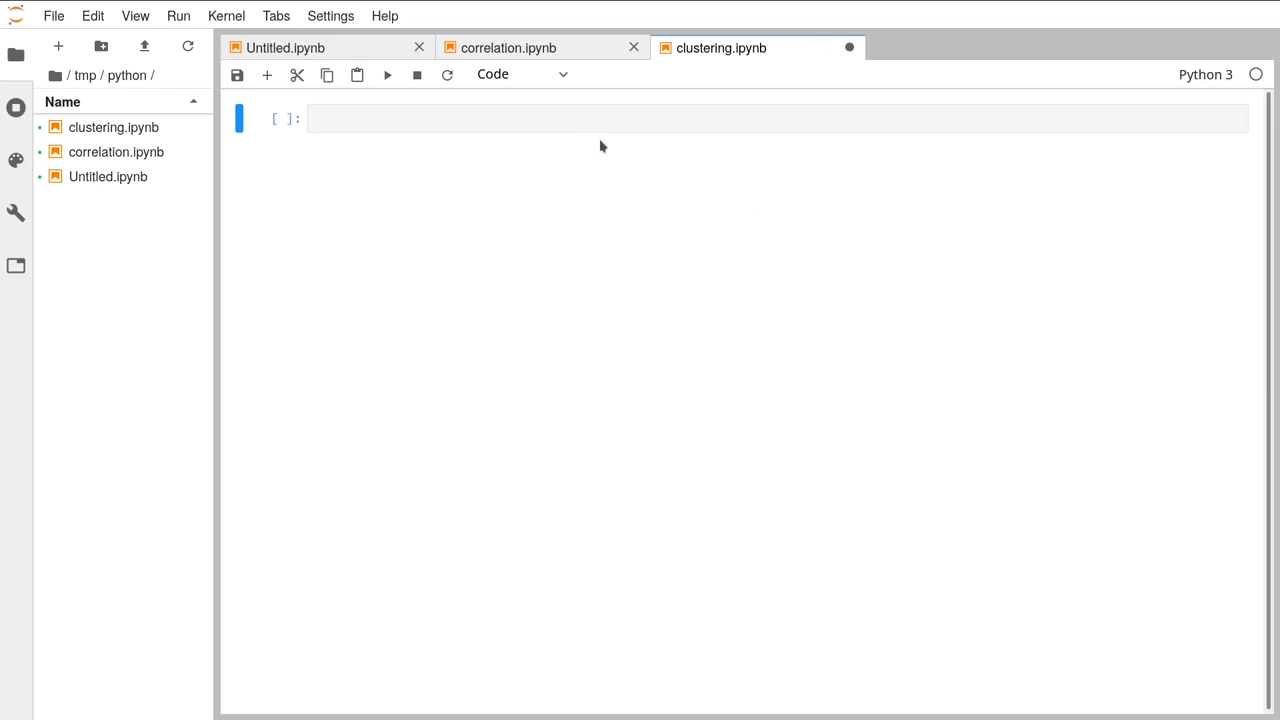 File Edit View Run Kernel Tabs Settings Help
Untitled.ipynb correlation.ipynb clustering.ipynb
Code Python 3
/ tmp / python /
Name
[ ]:
clustering.ipynb
correlation.ipynb
Untitled.ipynb